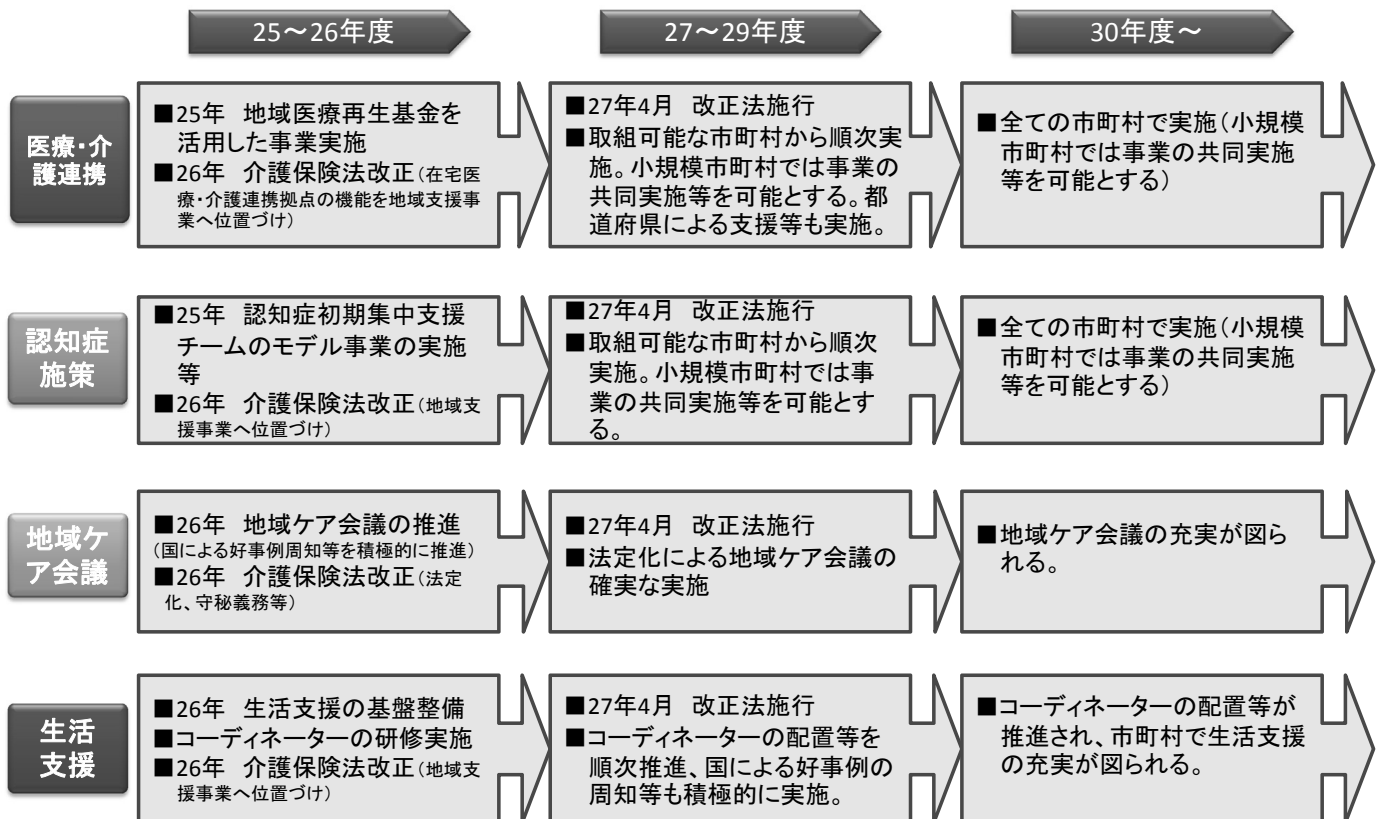 25～26年度
27～29年度
30年度～
医療・介
護連携
■25年　地域医療再生基金を
活用した事業実施
■26年　介護保険法改正（在宅医
療・介護連携拠点の機能を地域支援事
業へ位置づけ）
■27年4月　改正法施行
■取組可能な市町村から順次実
施。小規模市町村では事業の
共同実施等を可能とする。都
道府県による支援等も実施。
■全ての市町村で実施（小規模
市町村では事業の共同実施
等を可能とする）
認知症
施策
■25年　認知症初期集中支援
チームのモデル事業の実施
等
■26年　介護保険法改正（地域支
援事業へ位置づけ）
■27年4月　改正法施行
■取組可能な市町村から順次
実施。小規模市町村では事
業の共同実施等を可能とす
る。
■全ての市町村で実施（小規模
市町村では事業の共同実施
等を可能とする）
地域ケ
ア会議
■26年　地域ケア会議の推進
（国による好事例周知等を積極的に推進）
■26年　介護保険法改正（法定
化、守秘義務等）
■27年4月　改正法施行
■法定化による地域ケア会議の
確実な実施
■地域ケア会議の充実が図ら
れる。
生活
支援
■26年　生活支援の基盤整備
■コーディネーターの研修実施
■26年　介護保険法改正（地域支
援事業へ位置づけ）
■27年4月　改正法施行
■コーディネーターの配置等を
順次推進、国による好事例の
周知等も積極的に実施。
■コーディネーターの配置等が
推進され、市町村で生活支援
の充実が図られる。